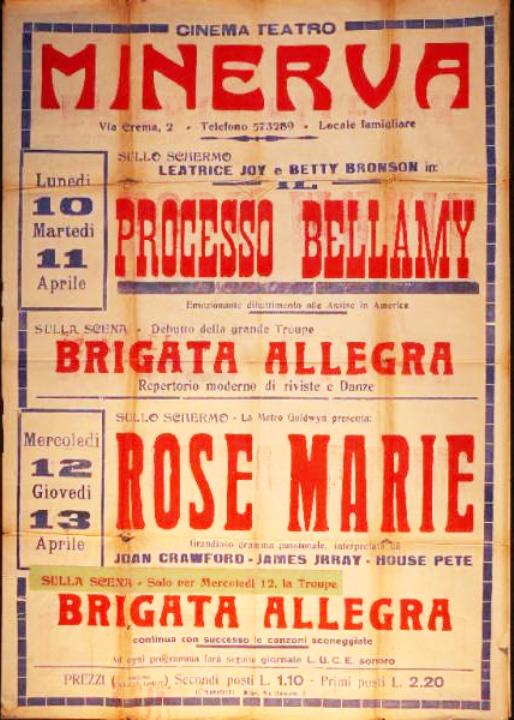 CINEMA TEATRO
MINERVA
Via Crema, 2 - Telefono 573289 - Locale famigliare
Lunedi
10
Martedi
11
Aprile
SULLO SCHERMO
LEATRICE JOY e BETTY BRONSON in:
IL
PROCESSO BELLAMY
Emozionante dibattimento alle Assise in America
SULLA SCENA - Debutto della grande Troupe
BRIGATA ALLEGRA
Repertorio moderno di riviste e Danze
Mercoledi
12
Giovedi
13
Aprile
SULLO SCHERMO - La Metro Goldwyn presenta:
ROSE MARIE
Grandioso dramma passionale, interpretato da
JOAN CRAWFORD - JAMES JRRAY - HOUSE PETE
SULLA SCENA - Solo per Mercoledi 12, la Troupe
BRIGATA ALLEGRA
continua con successo le canzoni sceneggiate
Ad ogni programma farà seguito giornale L. U. C. E. sonoro
PREZZI Secondi posti L. 1.10 - Primi posti L. 2.20